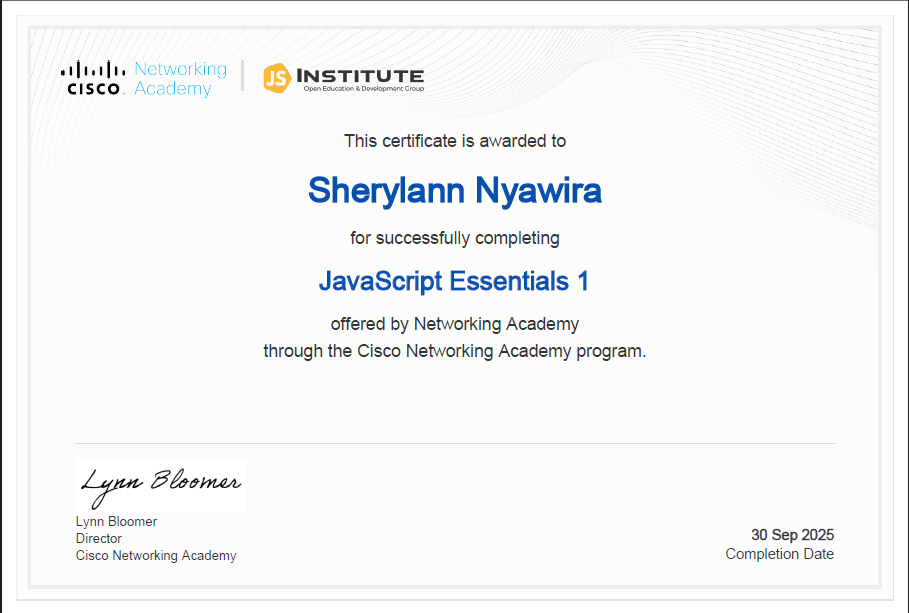 CISCO Networking Academy
JS INSTITUTE
Open Education & Development Group
This certificate is awarded to
Sherylann Nyawira
for successfully completing
JavaScript Essentials 1
offered by Networking Academy
through the Cisco Networking Academy program.
Lynn Bloomer
Lynn Bloomer
Director
Cisco Networking Academy
30 Sep 2025
Completion Date